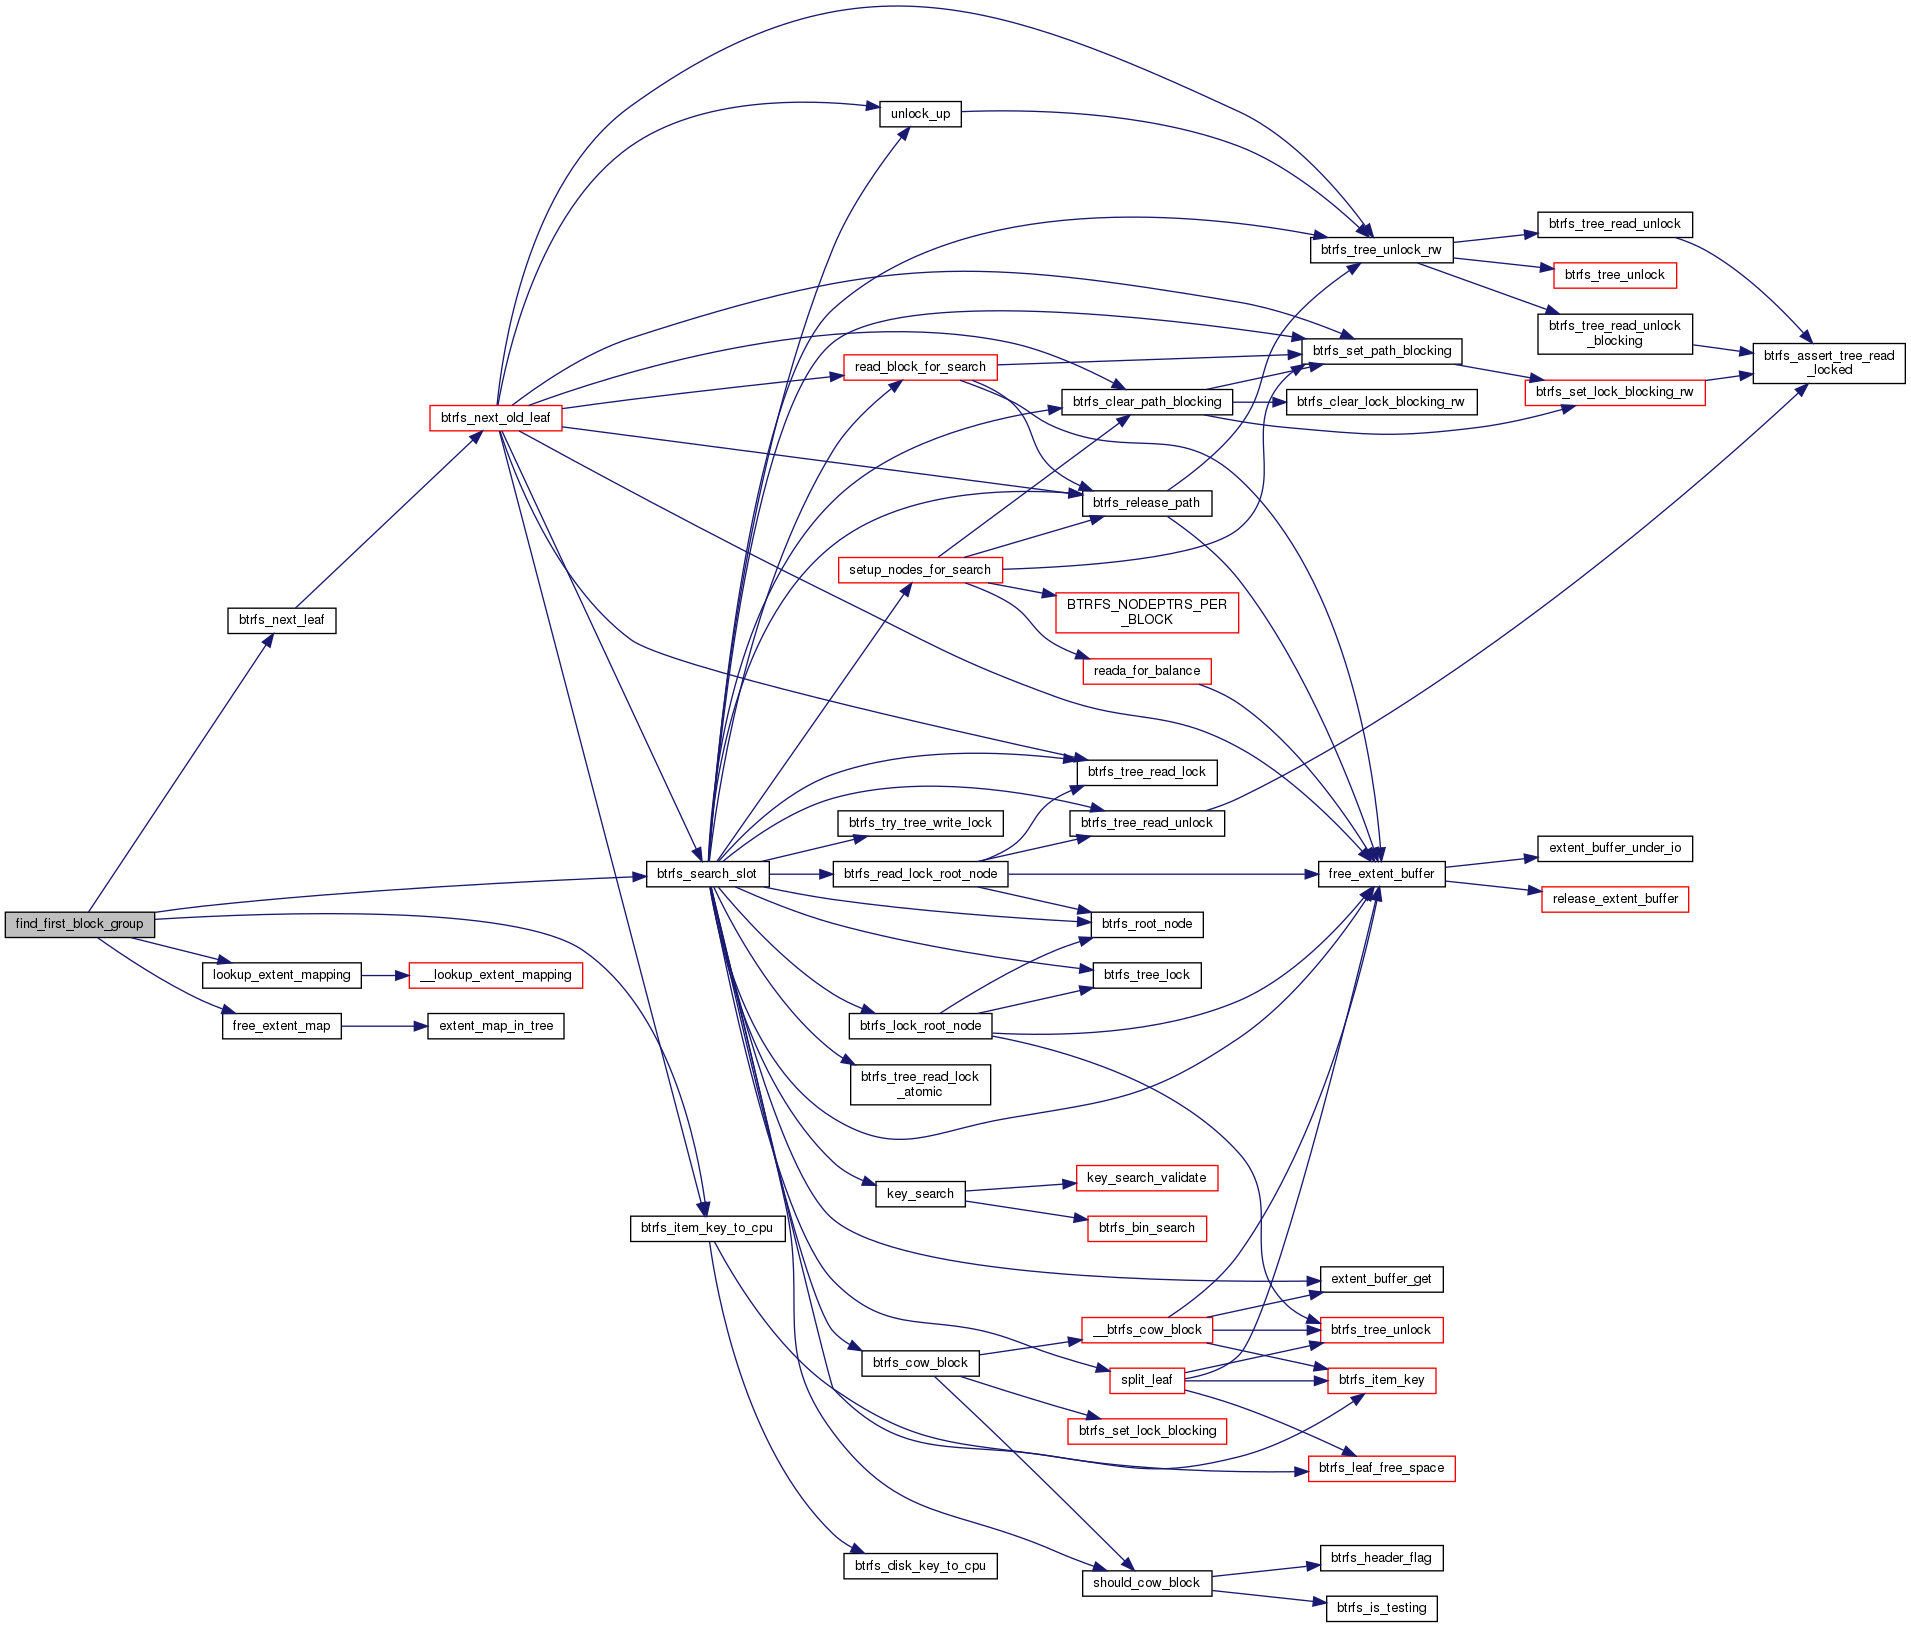 unlock_up
btrfs_tree_read_unlock
btrfs_tree_unlock_rw
btrfs_tree_unlock
btrfs_tree_read_unlock
_blocking
btrfs_assert_tree_read
_locked
btrfs_set_path_blocking
read_block_for_search
btrfs_set_lock_blocking_rw
btrfs_clear_path_blocking
btrfs_clear_lock_blocking_rw
btrfs_next_old_leaf
btrfs_release_path
setup_nodes_for_search
BTRFS_NODEPTRS_PER
_BLOCK
btrfs_next_leaf
reada_for_balance
btrfs_tree_read_lock
btrfs_try_tree_write_lock
btrfs_tree_read_unlock
extent_buffer_under_io
btrfs_search_slot
btrfs_read_lock_root_node
free_extent_buffer
release_extent_buffer
find_first_block_group
btrfs_root_node
lookup_extent_mapping
__lookup_extent_mapping
btrfs_tree_lock
free_extent_map
extent_map_in_tree
btrfs_lock_root_node
btrfs_tree_read_lock
_atomic
key_search_validate
key_search
btrfs_item_key_to_cpu
btrfs_bin_search
extent_buffer_get
__btrfs_cow_block
btrfs_tree_unlock
btrfs_cow_block
split_leaf
btrfs_item_key
btrfs_set_lock_blocking
btrfs_leaf_free_space
btrfs_disk_key_to_cpu
btrfs_header_flag
should_cow_block
btrfs_is_testing